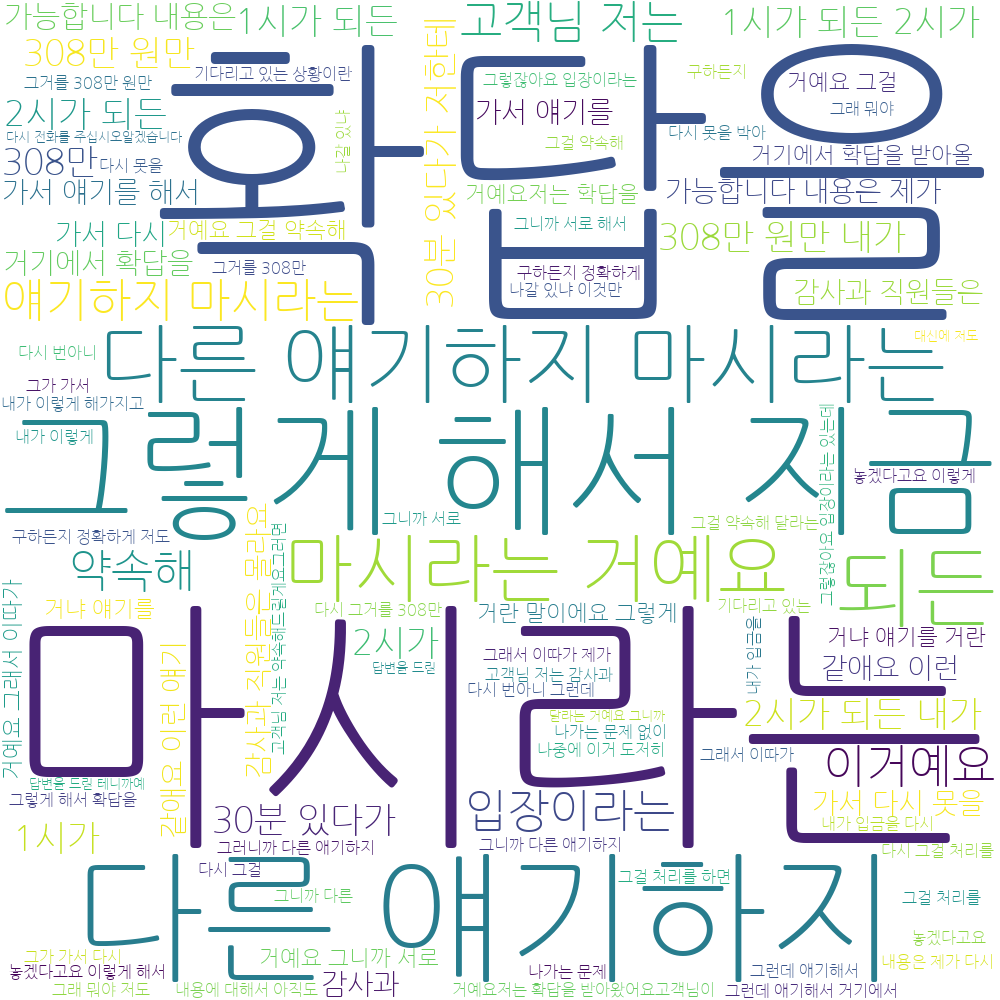 가능합니다 내용은
1시가 되든
고객님 저는
1시가 되든 2시가
308만 원만
그거를 308만 원만
기다리고 있는 상황이란
30분 있다가 저한테
그렇잖아요 입장이라는
구하든지
거예요 그걸
그래 뭐야
확답을
2시가 되든
다시 전화를 주십시오알겠습니다
나갈 있냐
가서 얘기를
그걸 약속해
다시 못을 박아
308만
다시 못을
거기에서 확답을 받아올
가서 얘기를 해서
거예요저는 확답을
가능합니다 내용은 제가
가서 다시
거예요 그걸 약속해
그니까 서로 해서
308만 원만 내가
거기에서 확답을
그거를 308만
구하든지 정확하게
나갈 있냐 이것만
얘기하지 마시라는
감사과 직원들은
다시 번아니
다른 얘기하지 마시라는
대신에 저도
그가 가서
내가 이렇게 해가지고
내가 이렇게
그렇게 해서 지금
그렇잖아요 입장이라는 있는데
놓겠다고요 이렇게
구하든지 정확하게 저도
그니까 서로
그걸 약속해 달라는
감사과 직원들은 몰라요
고객님 저는 약속해드릴게요그러면
약속해
마시라는 거예요
되든
거예요 그래서 이따가
거냐 얘기를
다시 그거를 308만
거란 말이에요 그렇게
기다리고 있는
내가 입금을
같애요 이런 얘기
2시가
답변을 드린
그래서 이따가 제가
고객님 저는 감사과
다시 번아니 그런데
거냐 얘기를 거란
같애요 이런
마시라는
달라는 거예요 그니까
나가는 문제 없이
나중에 이거 도저히
2시가 되든 내가
그래서 이따가
이거예요
답변을 드린 테니까예
그렇게 해서 확답을
30분 있다가
입장이라는
가서 다시 못을
내가 입금을 다시
1시가
그러니까 다른 얘기하지
그니까 다른 얘기하지
다시 그걸 처리를
다른 얘기하지
다시 그걸
그걸 처리를 하면
그니까 다른
그걸 처리를
그가 가서 다시
거예요 그니까 서로
놓겠다고요
놓겠다고요 이렇게 해서
감사과
나가는 문제
그런데 얘기해서
내용은 제가 다시
그래 뭐야 저도
내용에 대해서 아직도
거예요저는 확답을 받아왔어요고객님이
그런데 얘기해서 거기에서